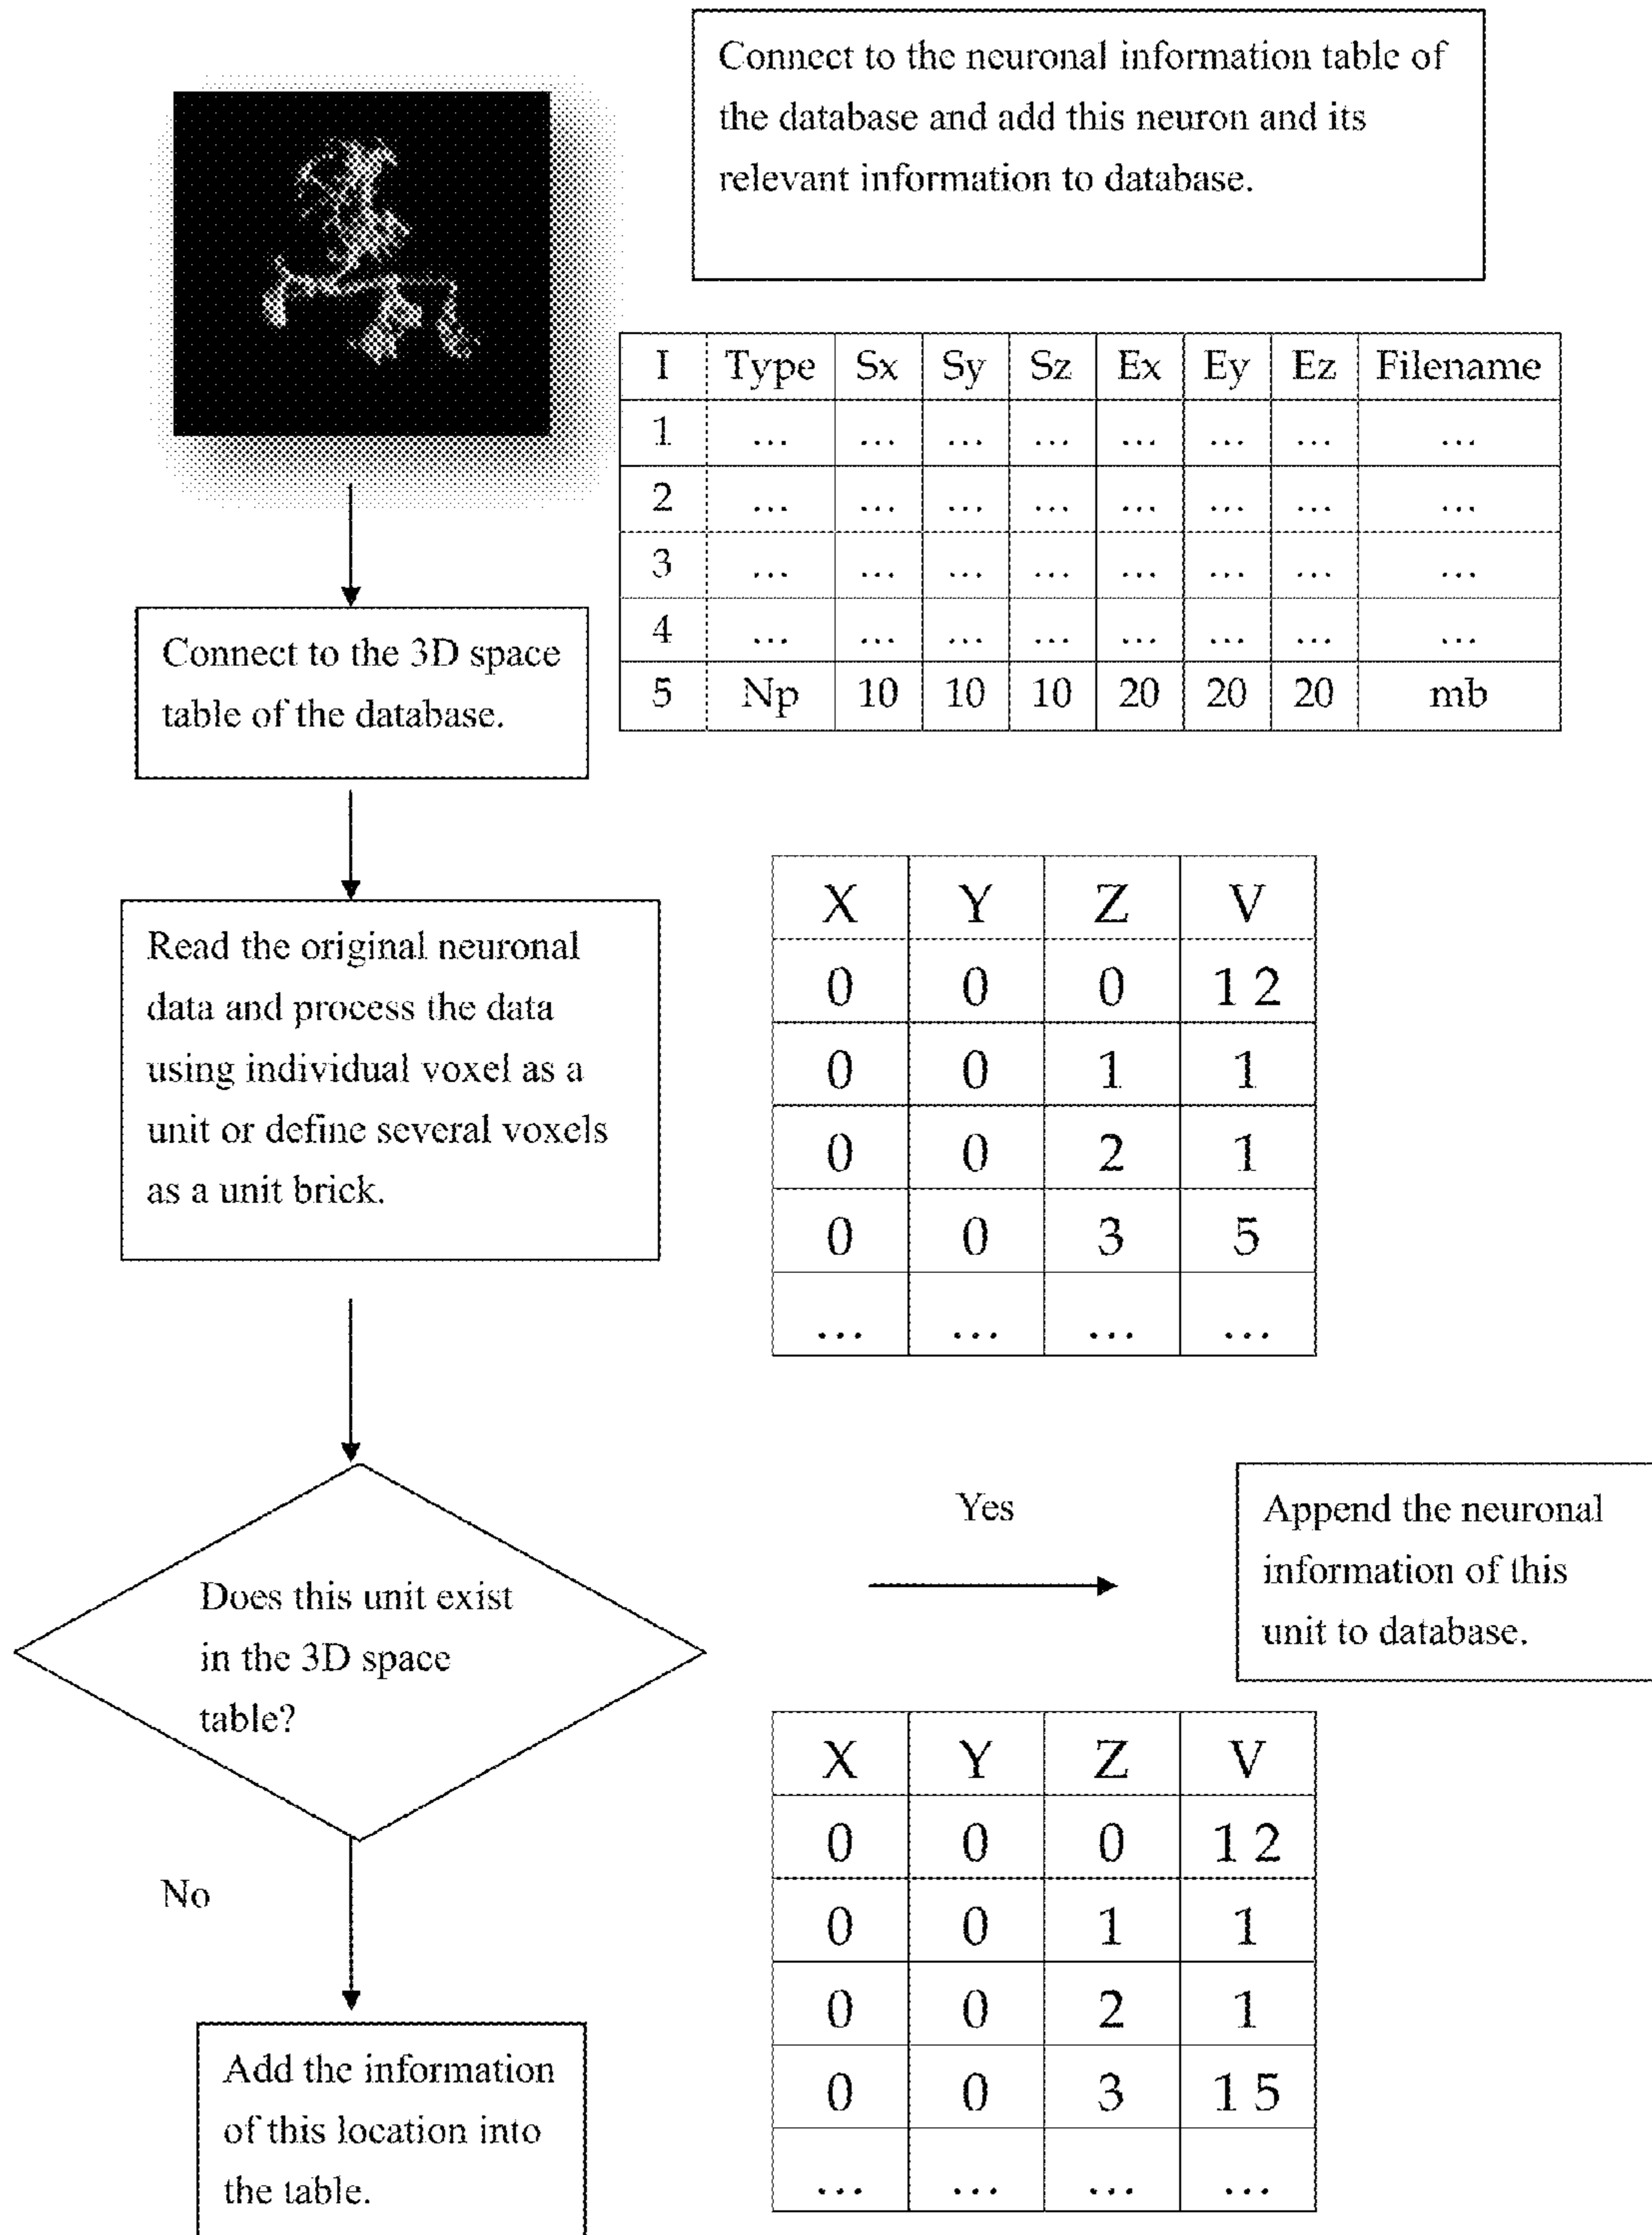 Connect to the neuronal information table of
the database and add this neuron and its
relevant information to database.
I Type Sx Sy Sz Ex Ey Ez Filename
1 ... ... ... ... ... ... ... ...
2 ... ... ... ... ... ... ... ...
3 ... ... ... ... ... ... ... ...
4 ... ... ... ... ... ... ... ...
5 Np 10 10 10 20 20 20 mb
Connect to the 3D space
table of the database.
Read the original neuronal
data and process the data
using individual voxel as a
unit or define several voxels
as a unit brick.
X Y Z V
0 0 0 1 2
0 0 1 1
0 0 2 1
0 0 3 5
... ... ... ...
Does this unit exist
in the 3D space
table?
Yes
Append the neuronal
information of this
unit to database.
X Y Z V
0 0 0 1 2
0 0 1 1
0 0 2 1
0 0 3 1 5
... ... ... ...
No
Add the information
of this location into
the table.